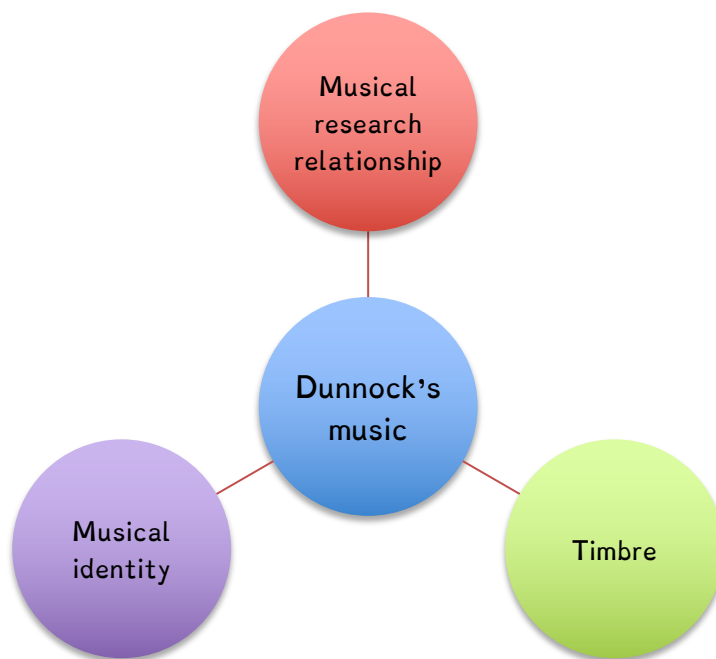 Musical
research
relationship
Dunnock's
music
Musical
identity
Timbre